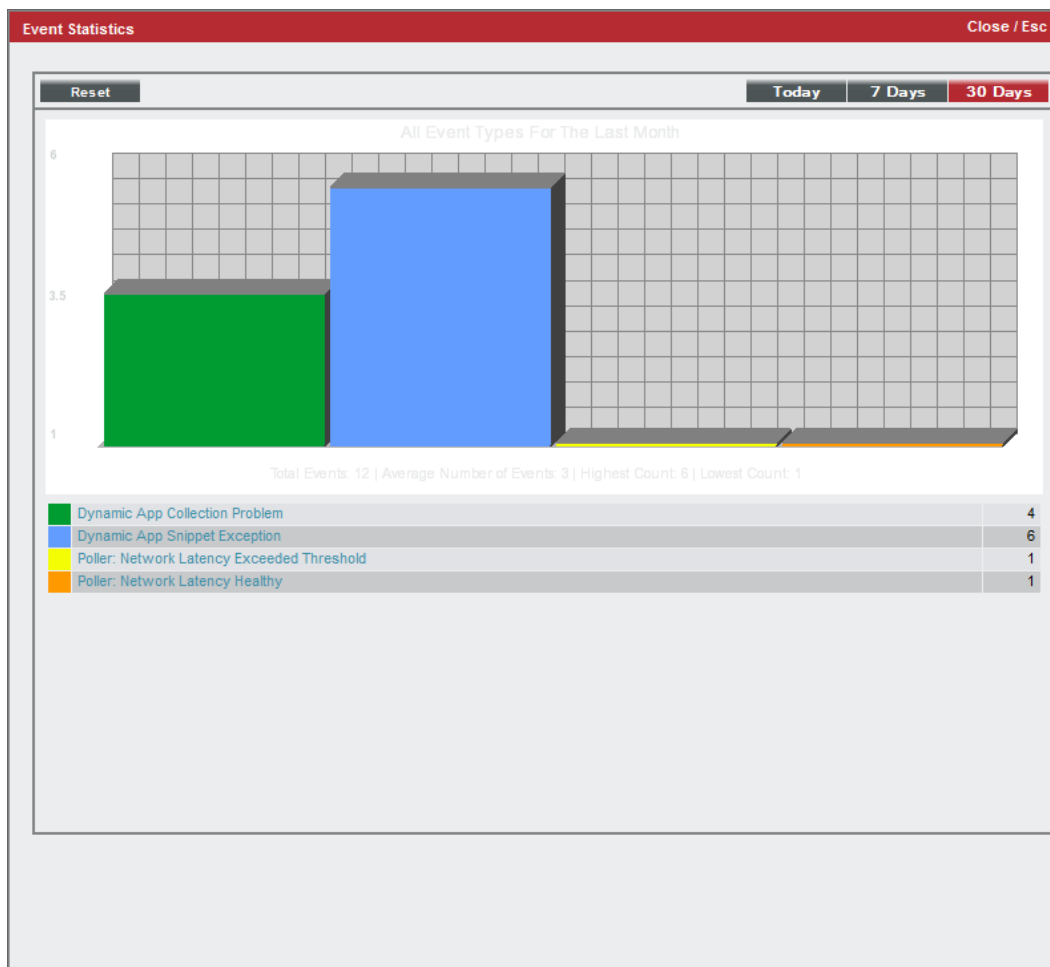 Event Statistics Close / Esc
Reset Today 7 Days 30 Days
All Event Types For The Last Month
6
3.5
1
Total Events: 12 | Average Number of Events: 3 | Highest Count: 6 | Lowest Count: 1
Dynamic App Collection Problem 4
Dynamic App Snippet Exception 6
Poller: Network Latency Exceeded Threshold 1
Poller: Network Latency Healthy 1